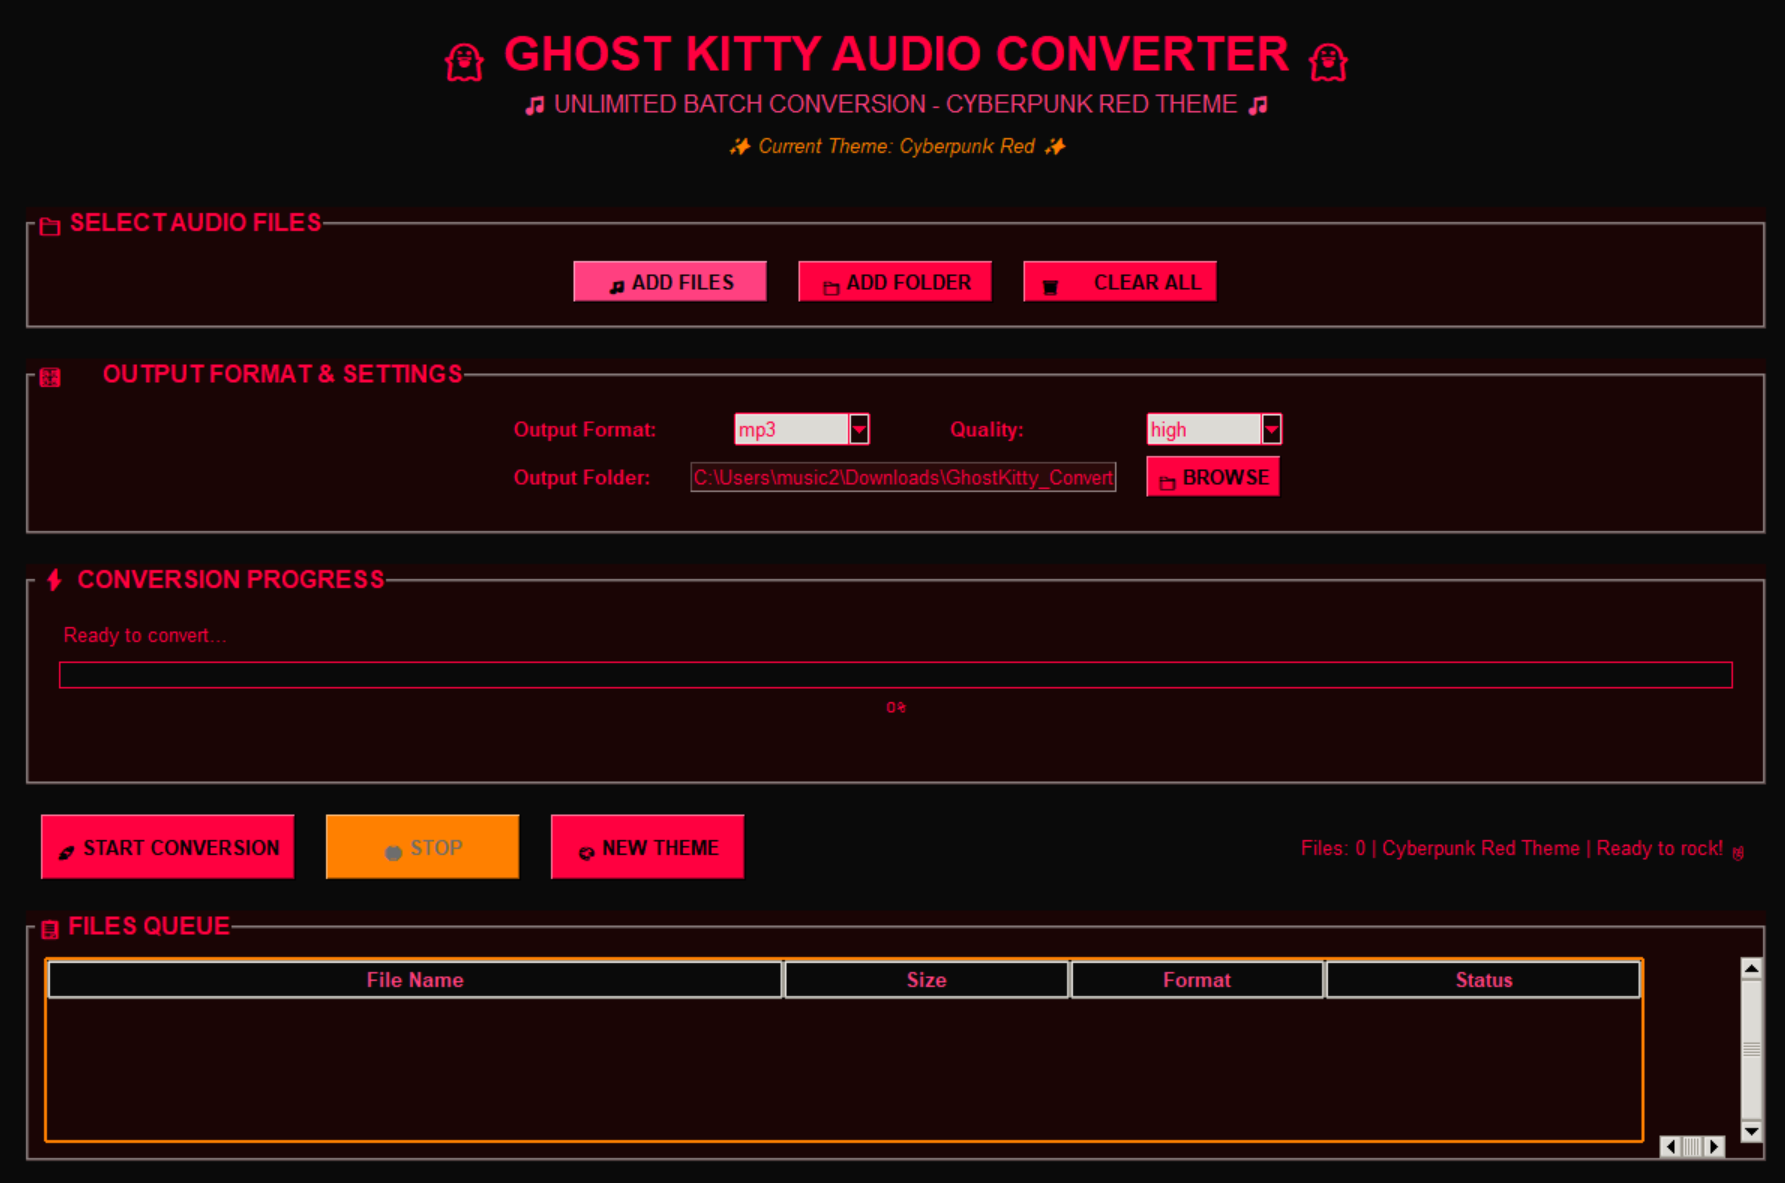 GHOST KITTY AUDIO CONVERTER
UNLIMITED BATCH CONVERSION - CYBERPUNK RED THEME
Current Theme: Cyberpunk Red
SELECT AUDIO FILES
ADD FILES
ADD FOLDER
CLEAR ALL
OUTPUT FORMAT & SETTINGS
Output Format:
mp3
Quality:
high
Output Folder:
C:\Users\music2\Downloads\GhostKitty_Convert
BROWSE
CONVERSION PROGRESS
Ready to convert...
0%
START CONVERSION
STOP
NEW THEME
Files: 0 | Cyberpunk Red Theme | Ready to rock!
FILES QUEUE
File Name
Size
Format
Status